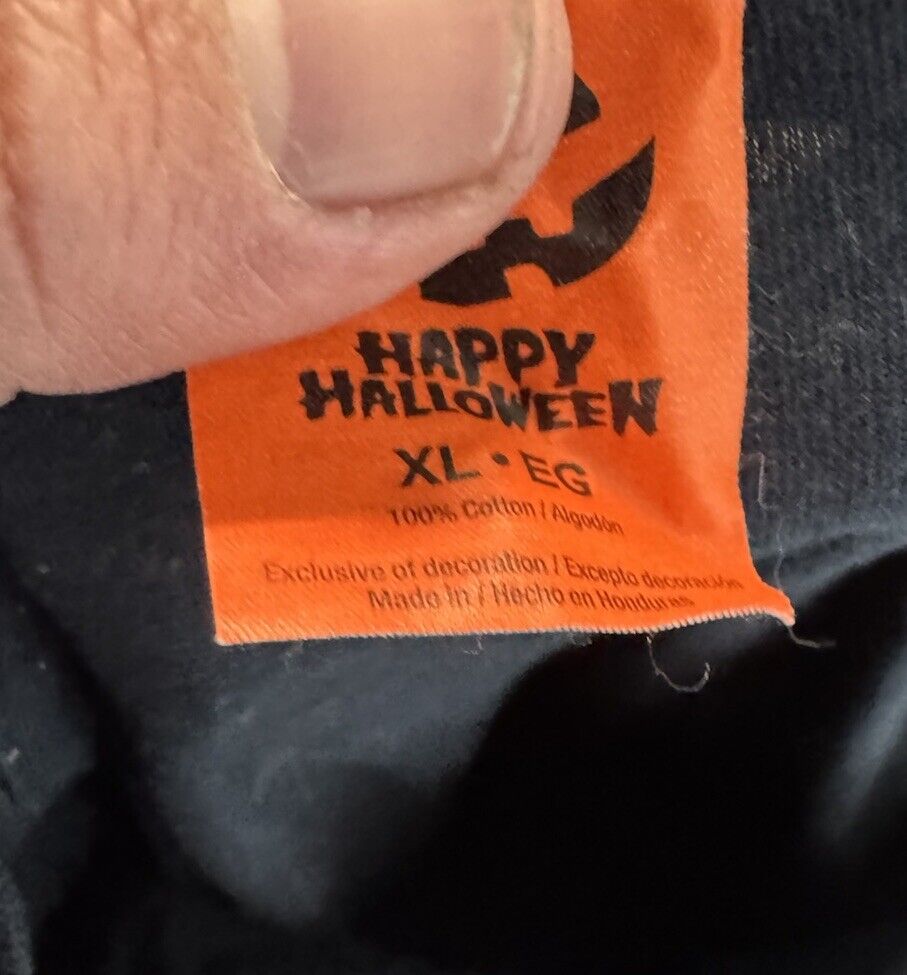 HAPPY
HALLOWEEN
XL • EG
100% Cotton / Algodón
Exclusive of decoration / Excepto decoración
Made in / Hecho en Honduras